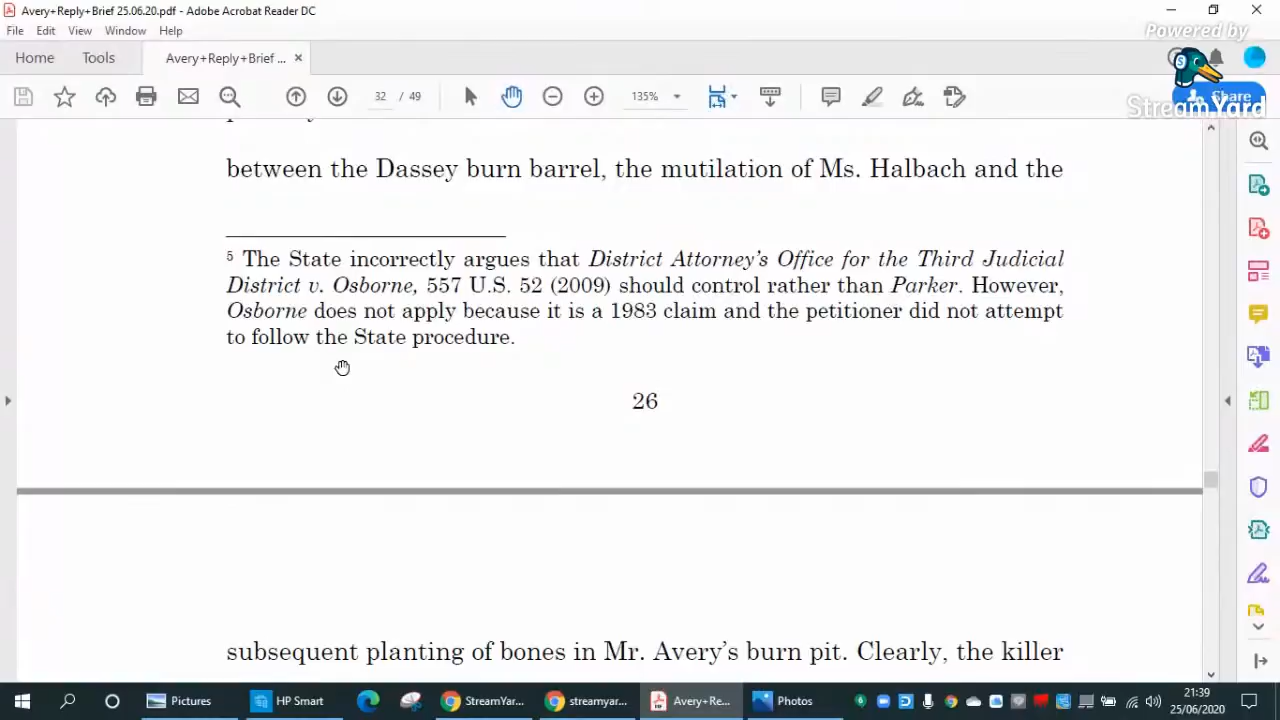 Avery+Reply+Brief 25.06.20.pdf - Adobe Acrobat Reader DC
Powered by
File Edit View Window Help
Home Tools Avery+Reply+Brief ... ×
32 / 49 135% Share
StreamYard
between the Dassey burn barrel, the mutilation of Ms. Halbach and the
5 The State incorrectly argues that District Attorney's Office for the Third Judicial
District v. Osborne, 557 U.S. 52 (2009) should control rather than Parker. However,
Osborne does not apply because it is a 1983 claim and the petitioner did not attempt
to follow the State procedure.
26
subsequent planting of bones in Mr. Avery's burn pit. Clearly, the killer
Pictures HP Smart StreamYar... streamyar... Avery+Re... Photos 21:39
25/06/2020